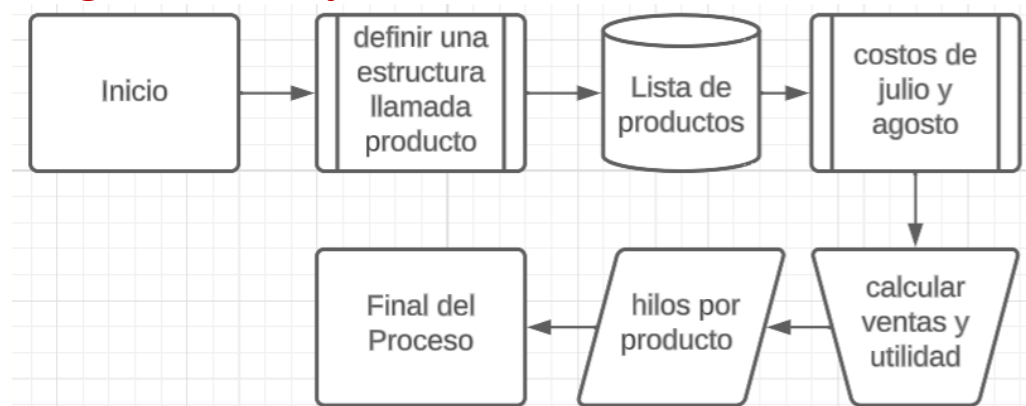 Inicio
definir una
estructura
llamada
producto
Lista de
productos
costos de
julio y
agosto
calcular
ventas y
utilidad
hilos por
producto
Final del
Proceso